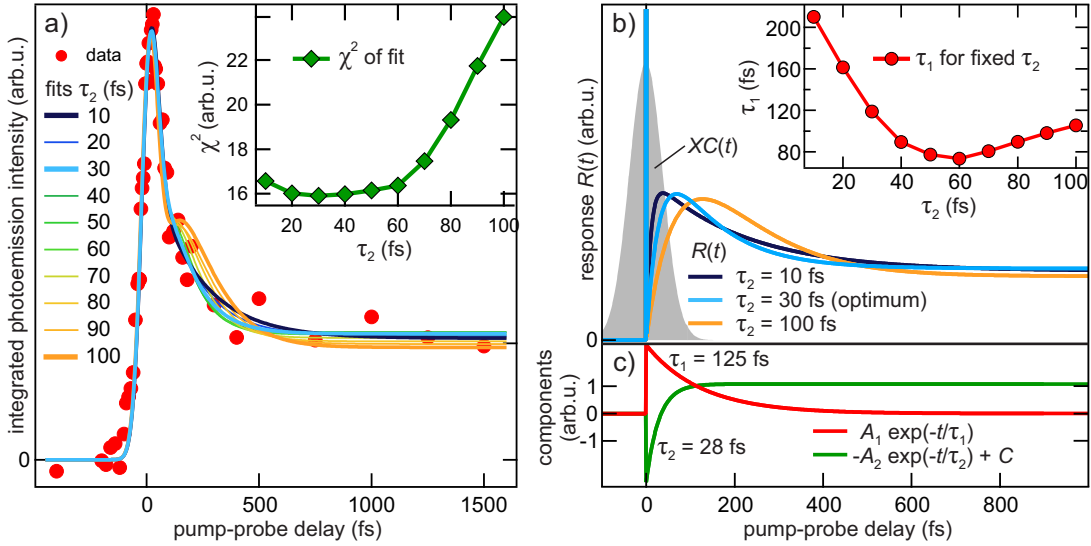 a)
data
fits τ2 (fs)
10
20
30
40
50
60
70
80
90
100
integrated photoemission intensity (arb.u.)
0
0
500
1000
1500
pump-probe delay (fs)
χ2 of fit
χ2 (arb.u.)
24
22
20
18
16
20
40
60
80
100
τ2 (fs)
b)
XC(t)
response R(t) (arb.u.)
0
R(t)
τ2 = 10 fs
τ2 = 30 fs (optimum)
τ2 = 100 fs
τ1 for fixed τ2
τ1 (fs)
200
160
120
80
20
40
60
80
100
τ2 (fs)
c)
τ1 = 125 fs
τ2 = 28 fs
A1 exp(-t/τ1)
-A2 exp(-t/τ2) + C
components
(arb.u.)
1
0
-1
0
200
400
600
800
pump-probe delay (fs)